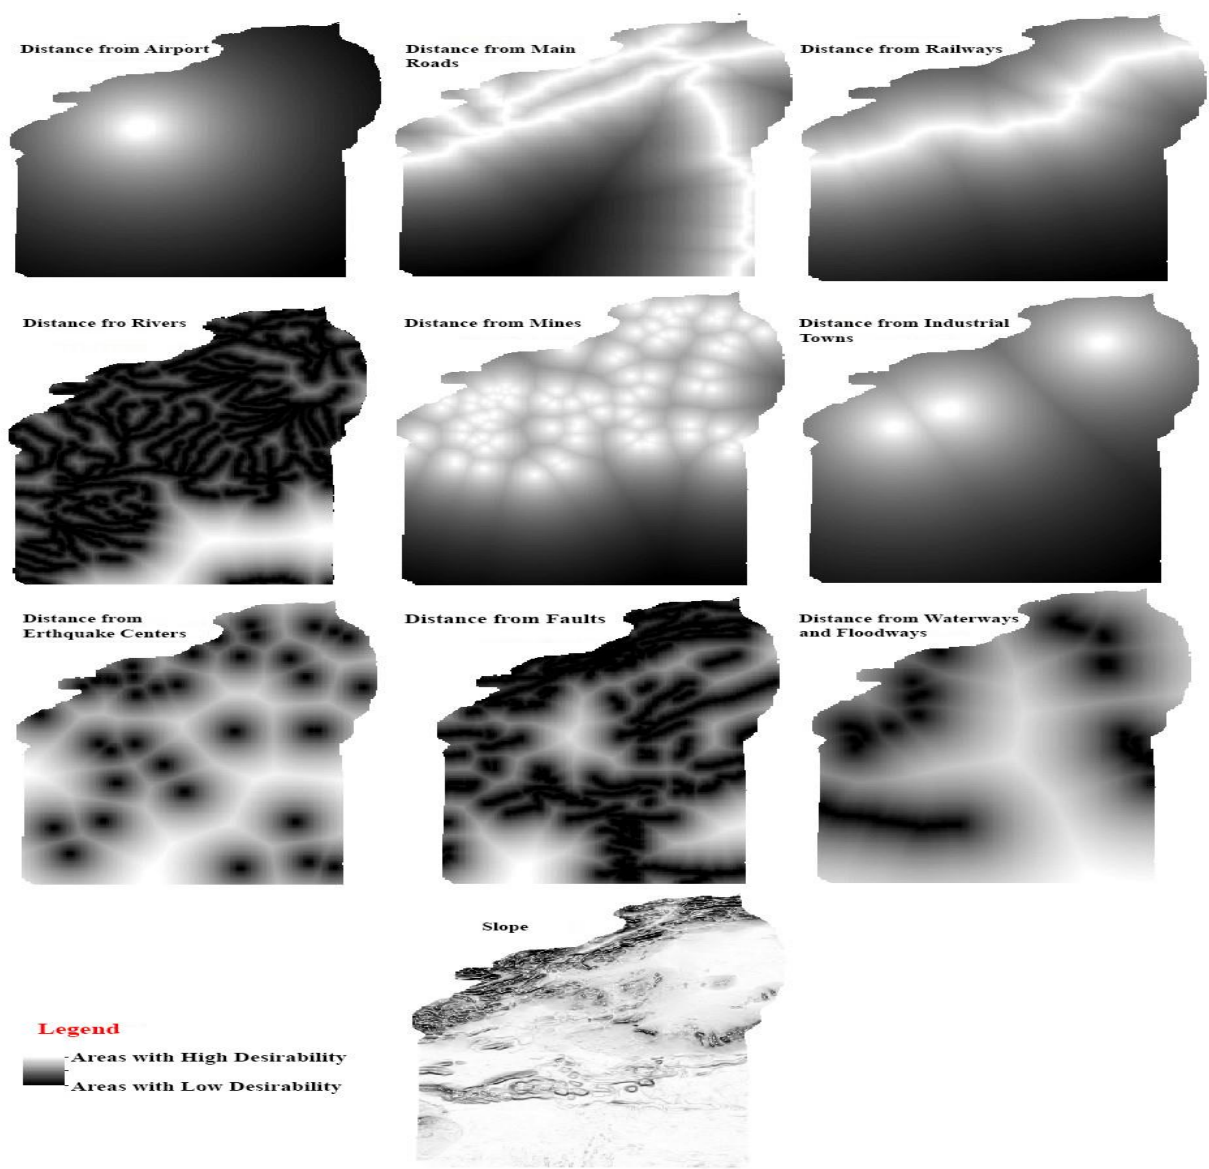 Distance from Airport
Distance from Main
Roads
Distance from Railways
Distance fro Rivers
Distance from Mines
Distance from Industrial
Towns
Distance from
Erthquake Centers
Distance from Faults
Distance from Waterways
and Floodways
Slope
Legend
Areas with High Desirability
Areas with Low Desirability